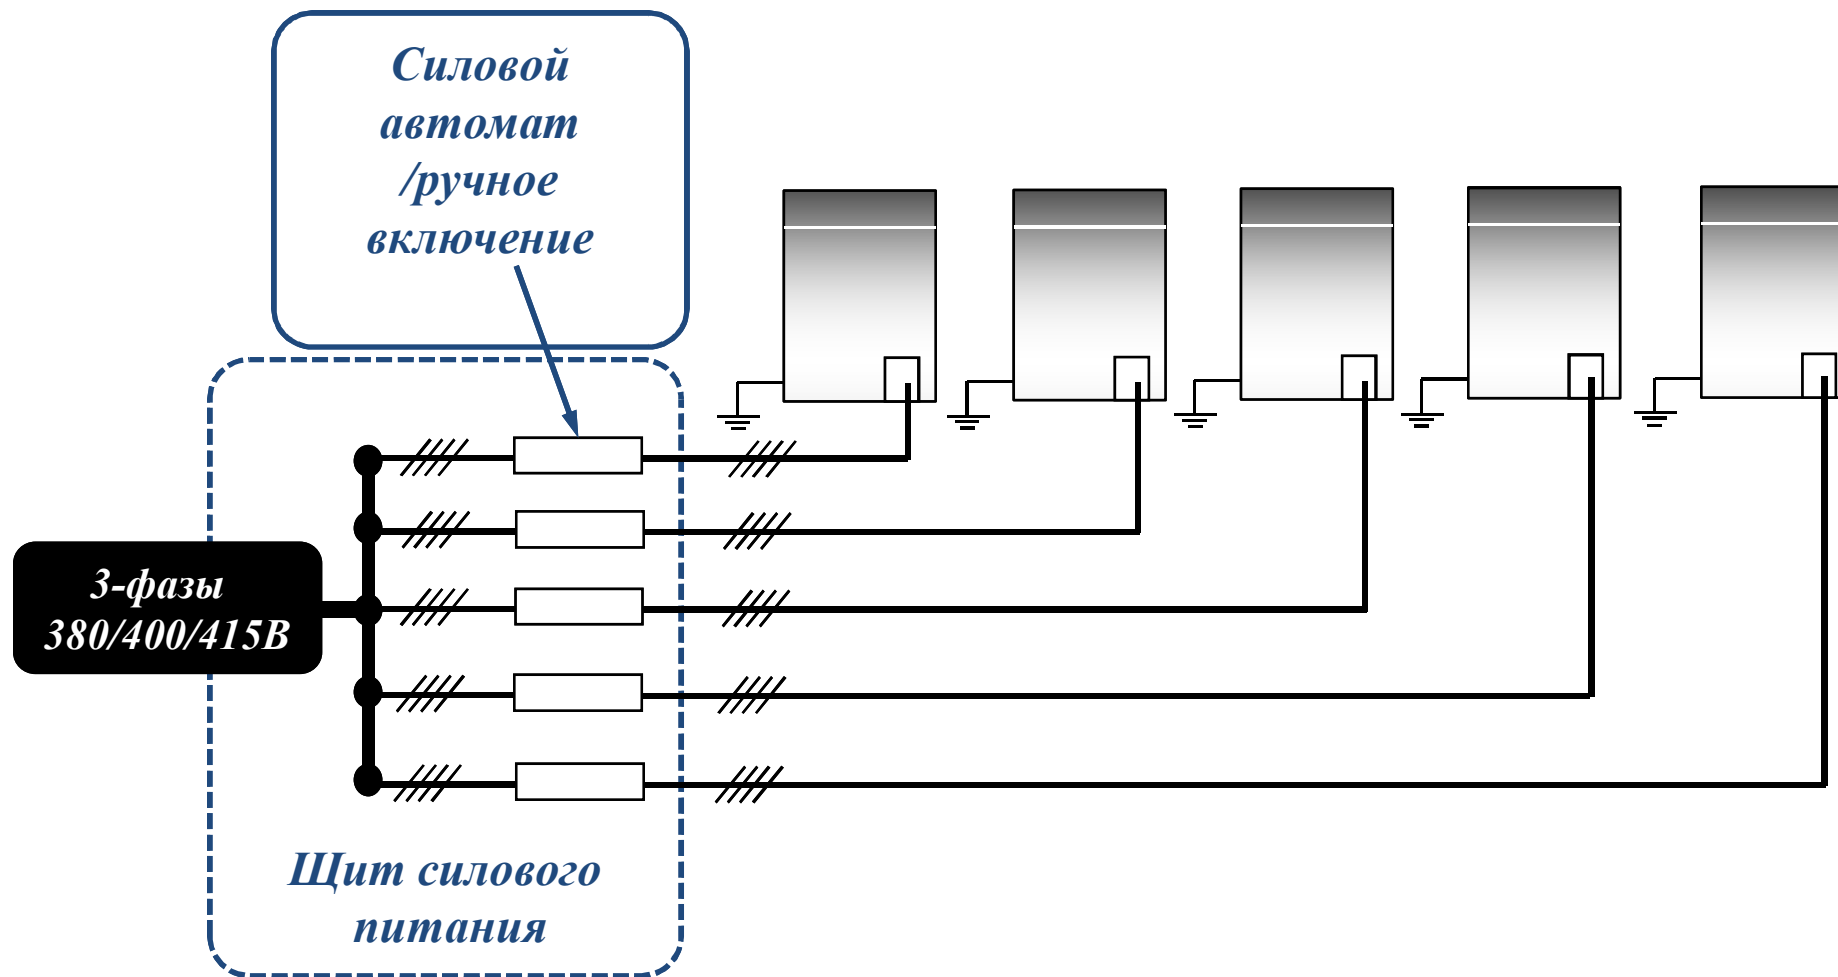 Силовой
автомат
/ручное
включение
3-фазы
380/400/415В
Щит силового
питания